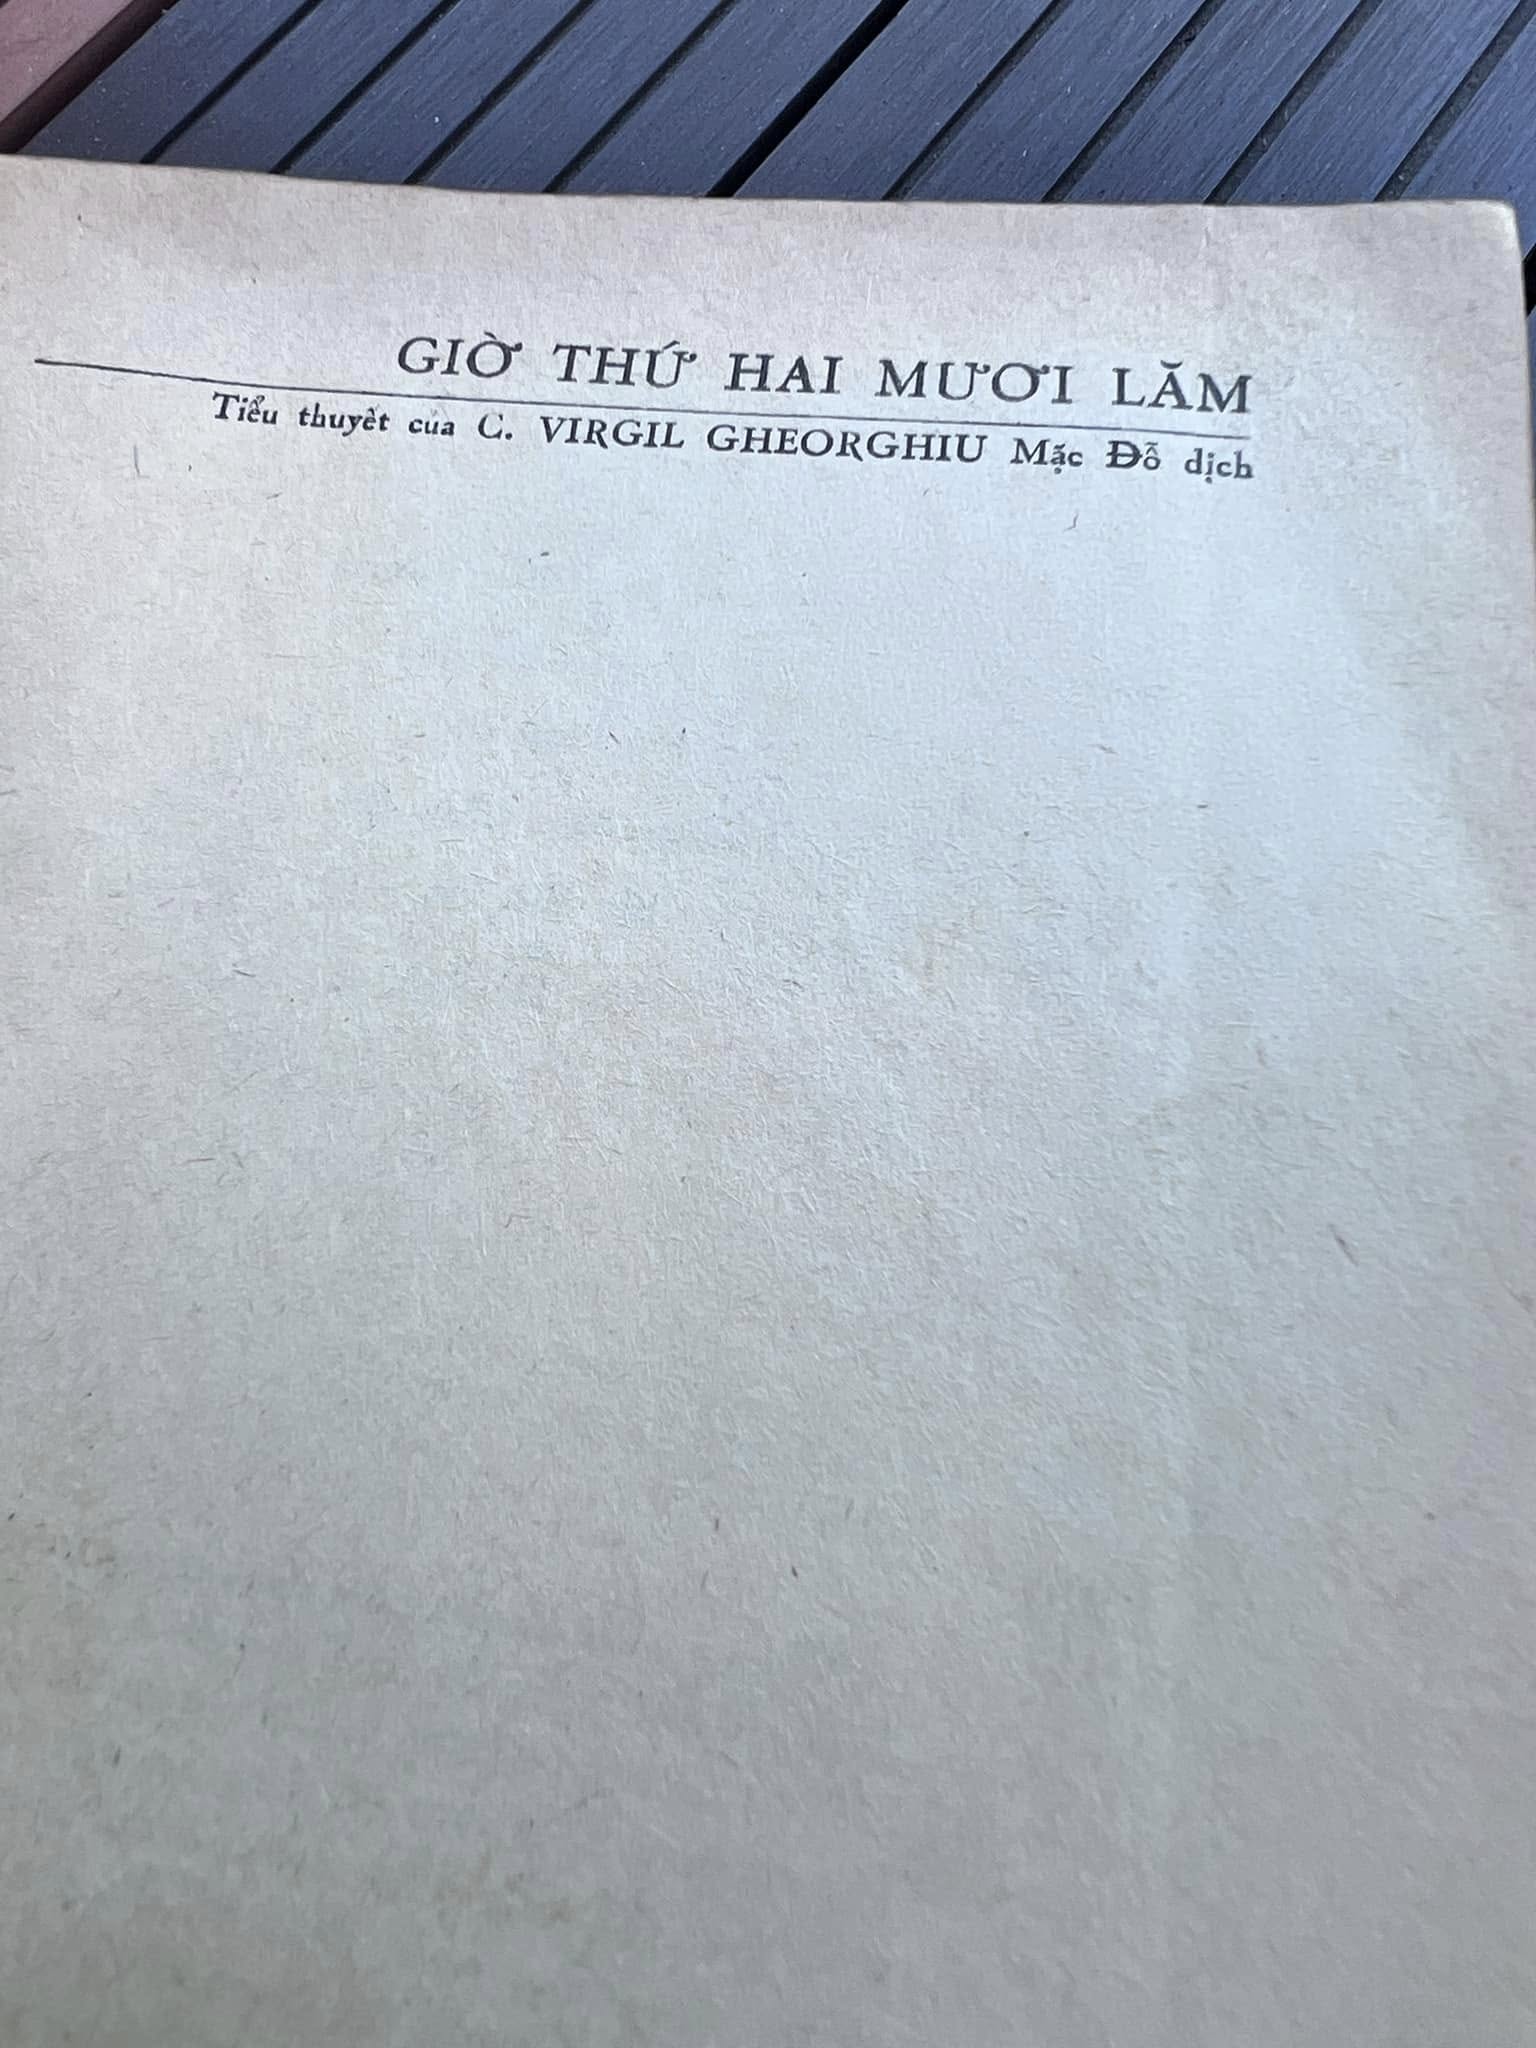 GIỜ THỨ HAI MƯƠI LĂM
Tiểu thuyết của C. VIRGIL GHEORGHIU Mặc Đỗ dịch